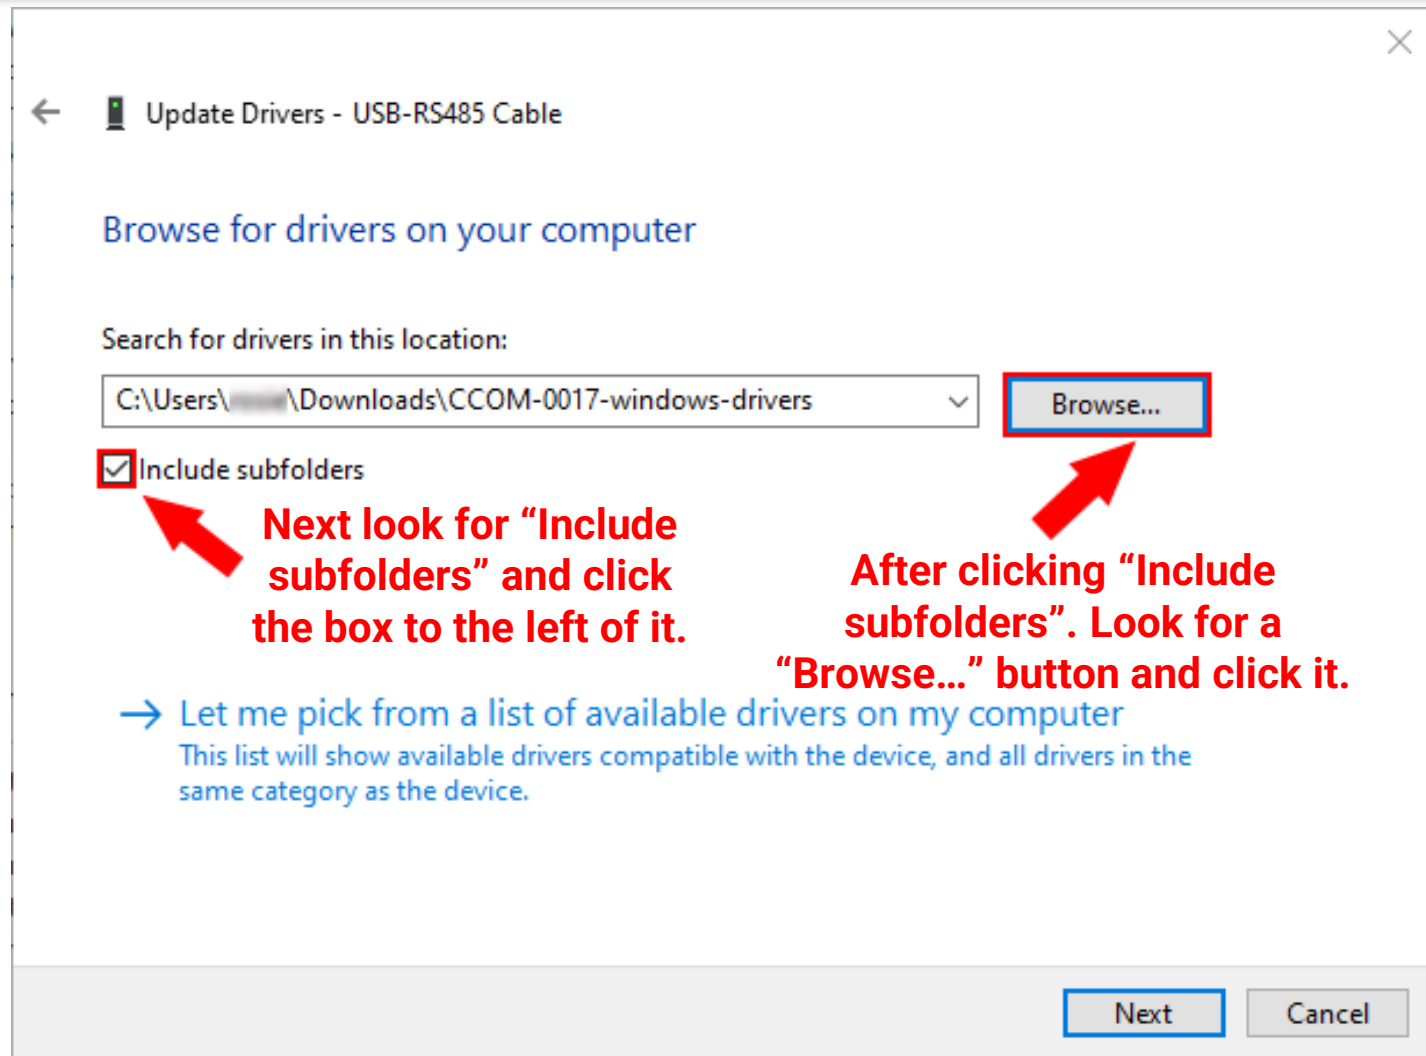 Update Drivers - USB-RS485 Cable
Browse for drivers on your computer
Search for drivers in this location:
C:\Users\ \Downloads\CCOM-0017-windows-drivers
Browse...
Include subfolders
Next look for “Include
subfolders” and click
the box to the left of it.
After clicking “Include
subfolders”. Look for a
“Browse...” button and click it.
Let me pick from a list of available drivers on my computer
This list will show available drivers compatible with the device, and all drivers in the
same category as the device.
Next
Cancel